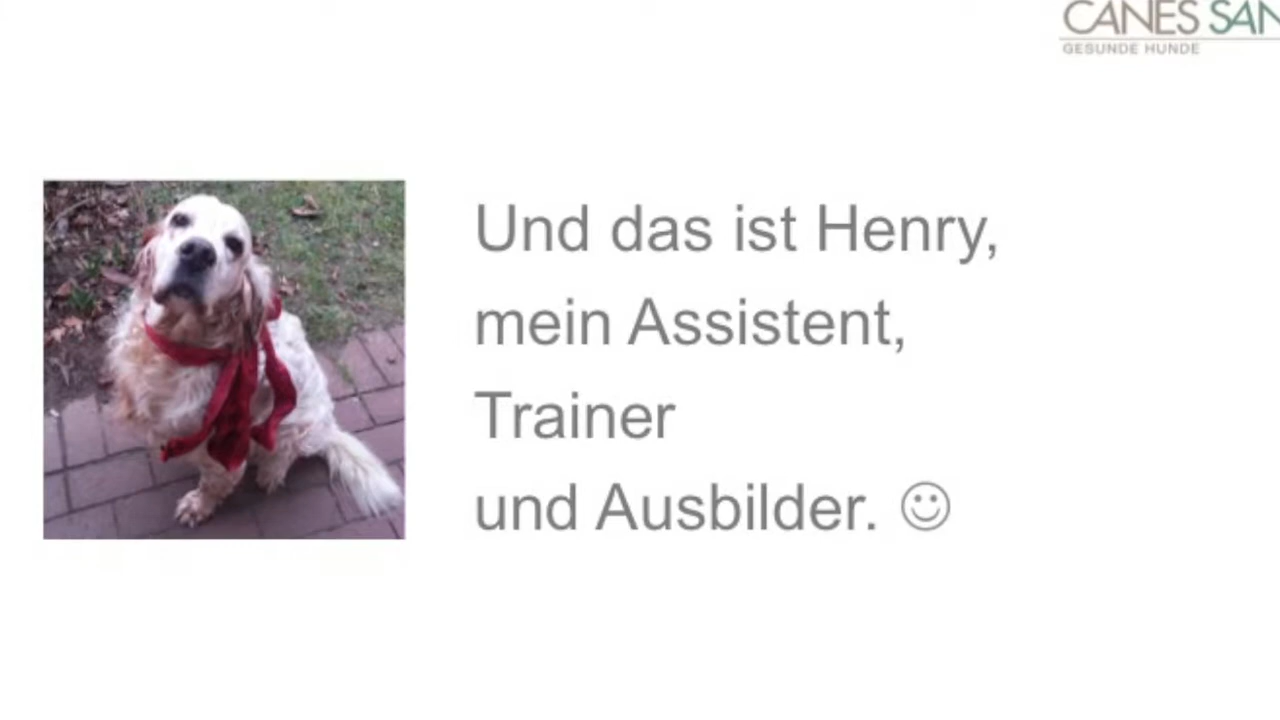 CANES SAN
GESUNDE HUNDE
Und das ist Henry,
mein Assistent,
Trainer
und Ausbilder. ☺